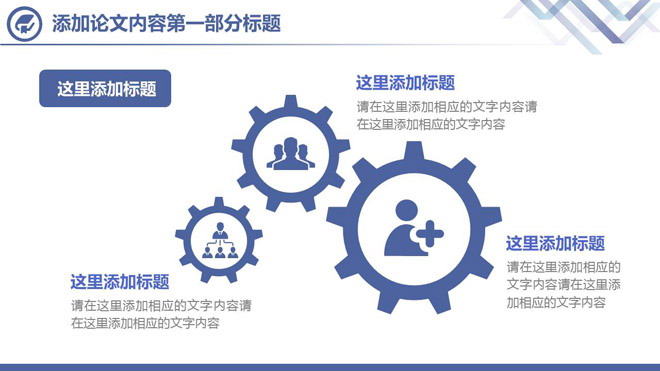 添加论文内容第一部分标题
这里添加标题
这里添加标题
请在这里添加相应的文字内容请
在这里添加相应的文字内容
这里添加标题
请在这里添加相应的文字内容请
在这里添加相应的文字内容
这里添加标题
请在这里添加相应的
文字内容请在这里添
加相应的文字内容